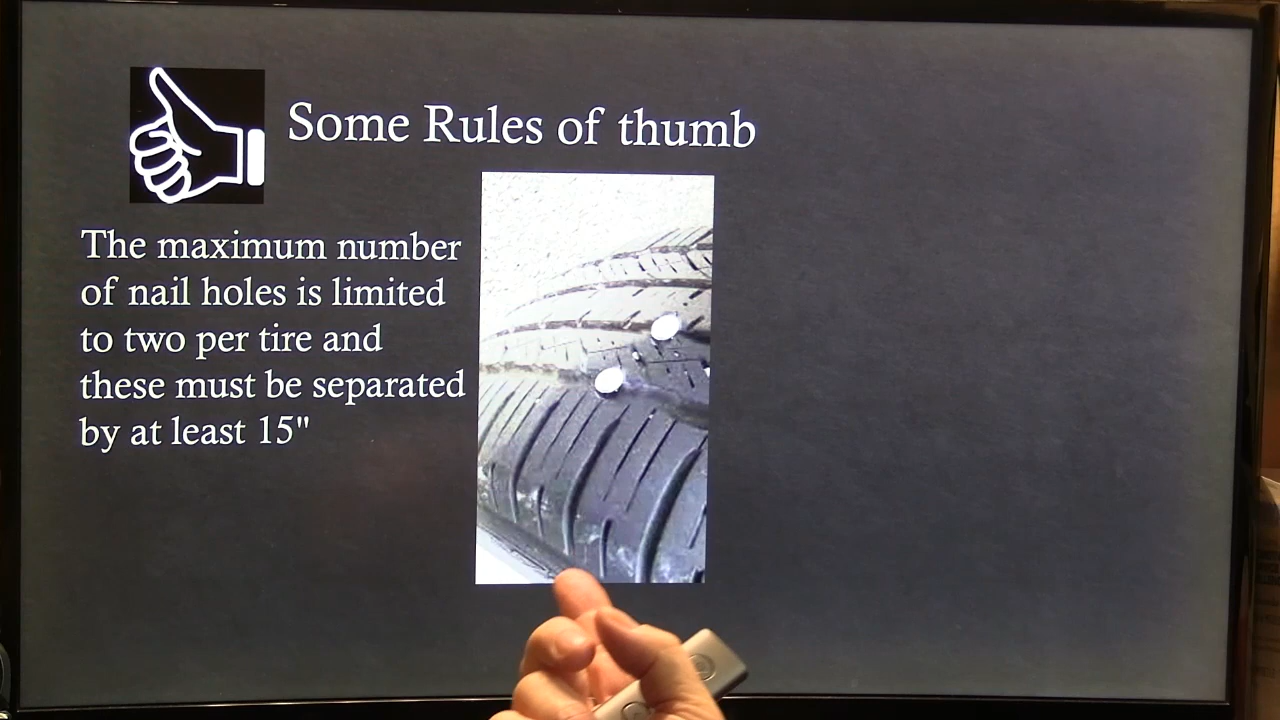 Some Rules of thumb
The maximum number
of nail holes is limited
to two per tire and
these must be separated
by at least 15"